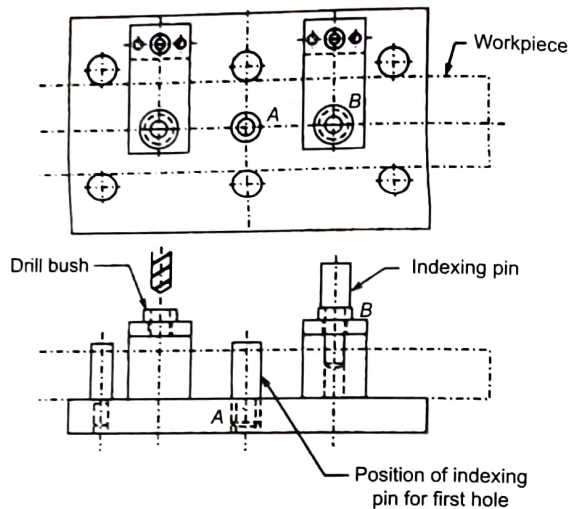 Workpiece
A
B
Drill bush
Indexing pin
B
A
Position of indexing
pin for first hole